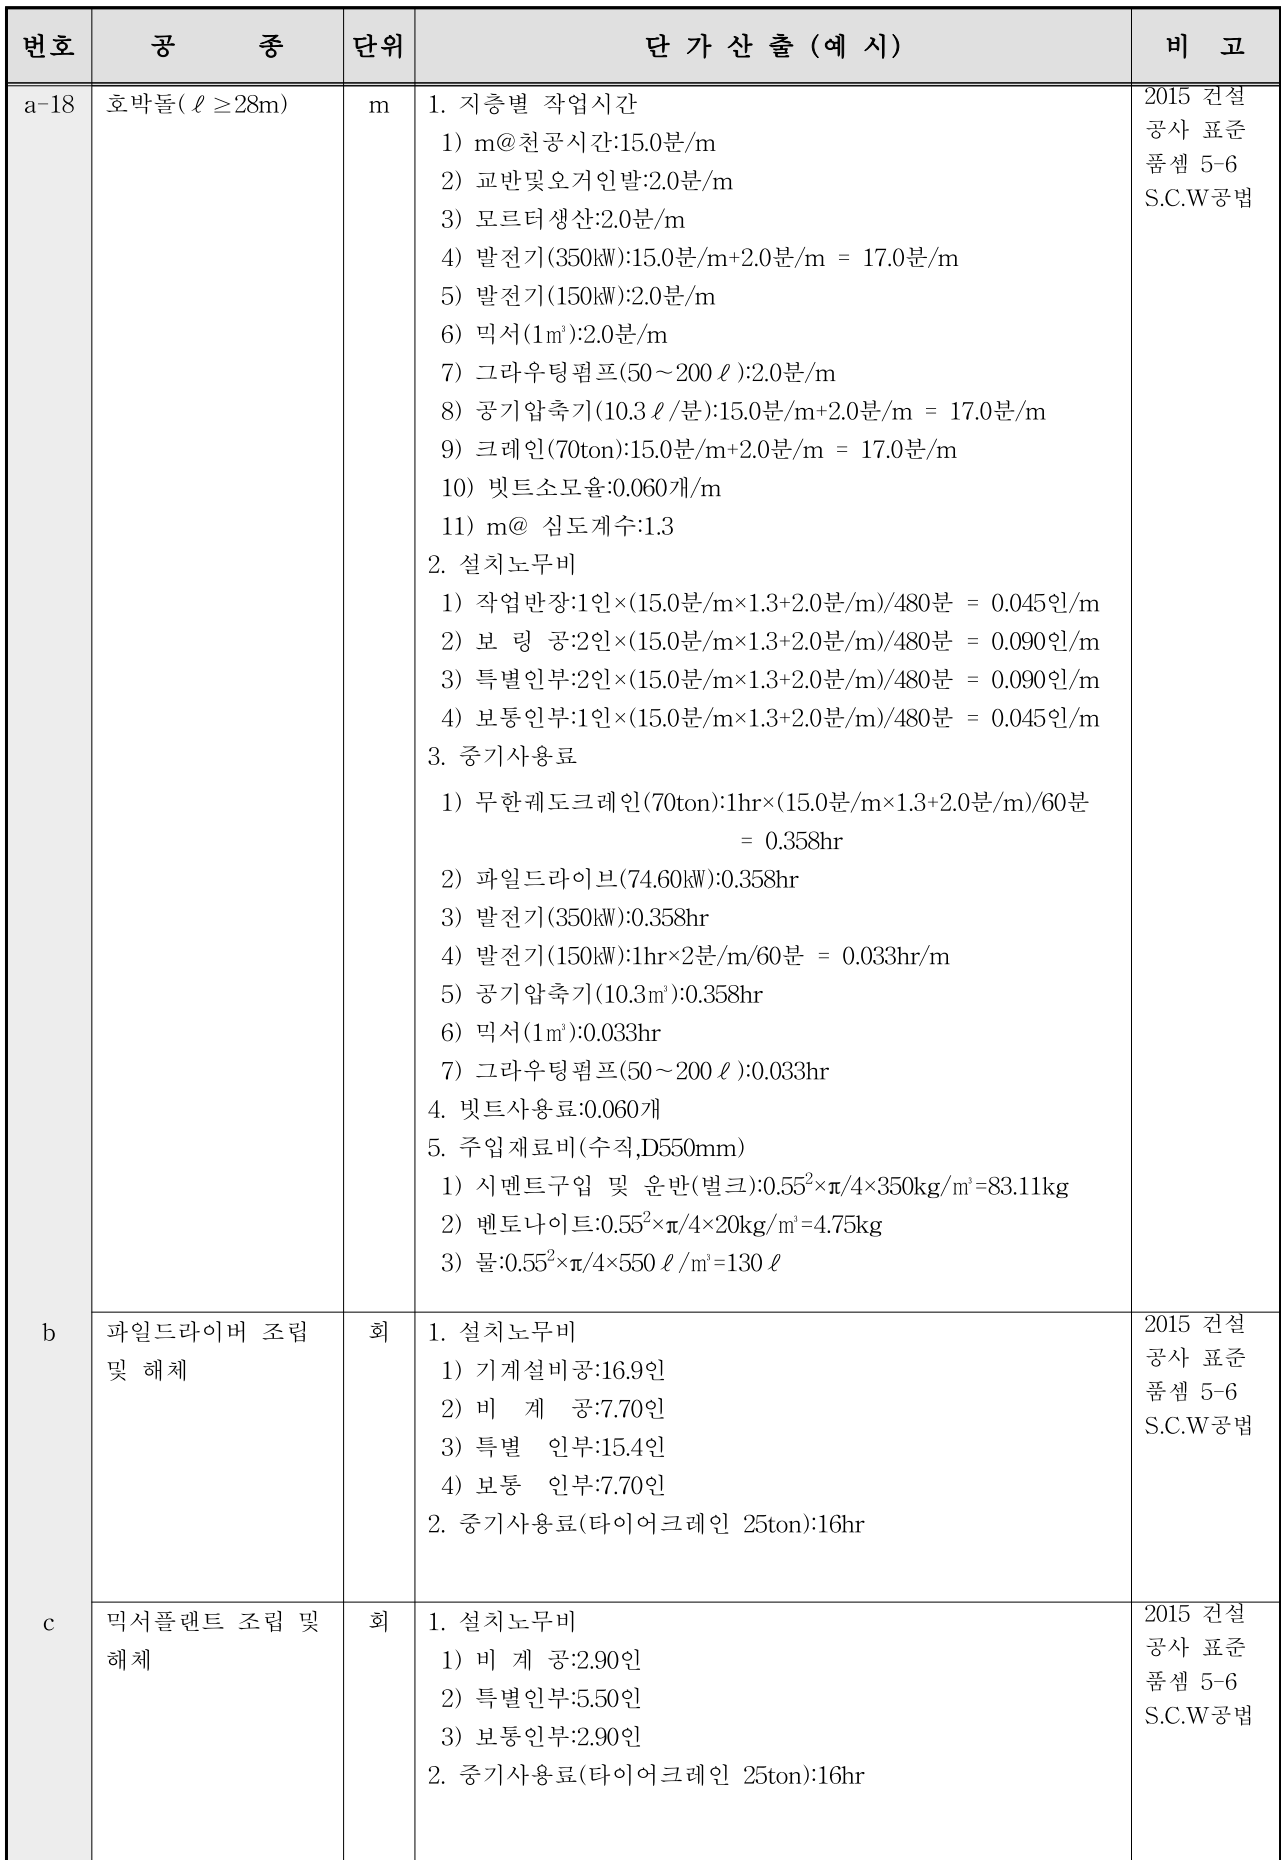 번호 공 종 단위 단 가 산 출 (예 시) 비 고
a-18 호박돌(ℓ≥28m) m 1. 지층별 작업시간
1) m@천공시간:15.0분/m
2) 교반및오거인발:2.0분/m
3) 모르터생산:2.0분/m
4) 발전기(350㎾):15.0분/m+2.0분/m = 17.0분/m
5) 발전기(150㎾):2.0분/m
6) 믹서(1㎥):2.0분/m
7) 그라우팅펌프(50~200ℓ):2.0분/m
8) 공기압축기(10.3ℓ/분):15.0분/m+2.0분/m = 17.0분/m
9) 크레인(70ton):15.0분/m+2.0분/m = 17.0분/m
10) 빗트소모율:0.060개/m
11) m@ 심도계수:1.3
2. 설치노무비
1) 작업반장:1인×(15.0분/m×1.3+2.0분/m)/480분 = 0.045인/m
2) 보 링 공:2인×(15.0분/m×1.3+2.0분/m)/480분 = 0.090인/m
3) 특별인부:2인×(15.0분/m×1.3+2.0분/m)/480분 = 0.090인/m
4) 보통인부:1인×(15.0분/m×1.3+2.0분/m)/480분 = 0.045인/m
3. 중기사용료
1) 무한궤도크레인(70ton):1hr×(15.0분/m×1.3+2.0분/m)/60분
= 0.358hr
2) 파일드라이브(74.60㎾):0.358hr
3) 발전기(350㎾):0.358hr
4) 발전기(150㎾):1hr×2분/m/60분 = 0.033hr/m
5) 공기압축기(10.3㎥):0.358hr
6) 믹서(1㎥):0.033hr
7) 그라우팅펌프(50~200ℓ):0.033hr
4. 빗트사용료:0.060개
5. 주입재료비(수직,D550mm)
1) 시멘트구입 및 운반(벌크):0.55²×π/4×350kg/㎥=83.11kg
2) 벤토나이트:0.55²×π/4×20kg/㎥=4.75kg
3) 물:0.55²×π/4×550ℓ/㎥=130ℓ
2015 건설
공사 표준
품셈 5-6
S.C.W공법
b 파일드라이버 조립 회 1. 설치노무비
및 해체 1) 기계설비공:16.9인
2) 비 계 공:7.70인
3) 특별 인부:15.4인
4) 보통 인부:7.70인
2. 중기사용료(타이어크레인 25ton):16hr
2015 건설
공사 표준
품셈 5-6
S.C.W공법
c 믹서플랜트 조립 및 회 1. 설치노무비
해체 1) 비 계 공:2.90인
2) 특별인부:5.50인
3) 보통인부:2.90인
2. 중기사용료(타이어크레인 25ton):16hr
2015 건설
공사 표준
품셈 5-6
S.C.W공법